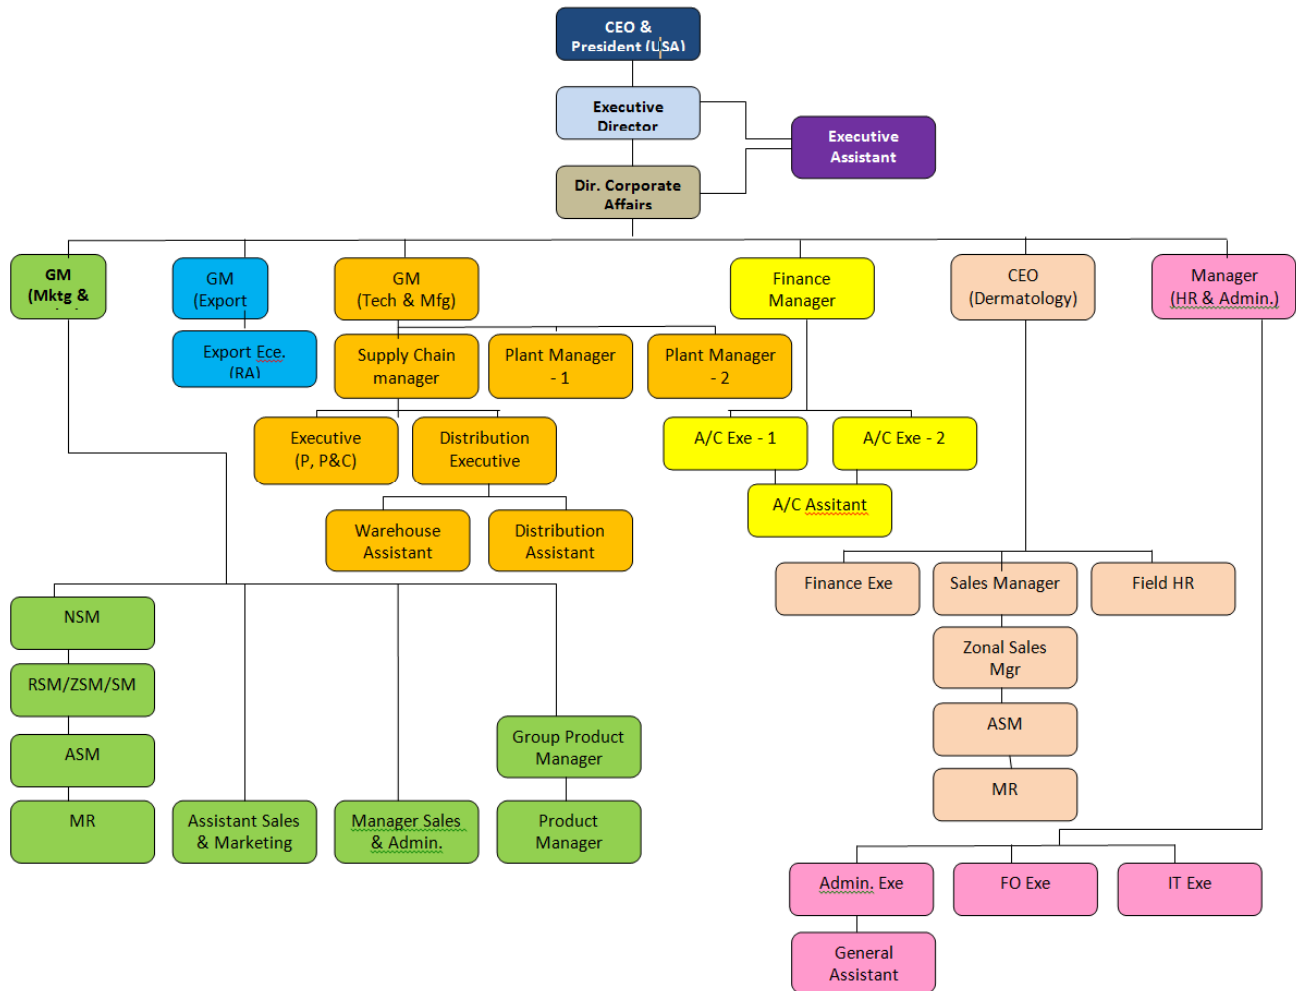 CEO &
President (USA)
Executive
Director
Executive
Assistant
Dir. Corporate
Affairs
GM
(Mktg &
GM
(Export
GM
(Tech & Mfg)
Finance
Manager
CEO
(Dermatology)
Manager
(HR & Admin.)
Export Ece.
(RA)
Supply Chain
manager
Plant Manager
- 1
Plant Manager
- 2
Executive
(P, P&C)
Distribution
Executive
A/C Exe - 1
A/C Exe - 2
A/C Assitant
Warehouse
Assistant
Distribution
Assistant
Finance Exe
Sales Manager
Field HR
NSM
Zonal Sales
Mgr
RSM/ZSM/SM
ASM
Group Product
Manager
ASM
MR
MR
Assistant Sales
& Marketing
Manager Sales
& Admin.
Product
Manager
Admin. Exe
FO Exe
IT Exe
General
Assistant